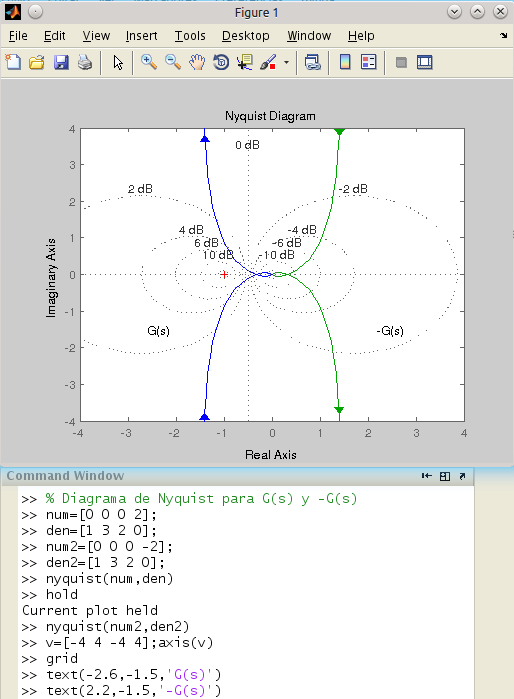 Figure 1
File Edit View Insert Tools Desktop Window Help
Nyquist Diagram
4
3
2
1
0
-1
-2
-3
-4
Imaginary Axis
0 dB
2 dB
-2 dB
4 dB
-4 dB
6 dB
-6 dB
10 dB
-10 dB
G(s)
-G(s)
-4 -3 -2 -1 0 1 2 3 4
Real Axis
Command Window
>> % Diagrama de Nyquist para G(s) y -G(s)
>> num=[0 0 0 2];
>> den=[1 3 2 0];
>> num2=[0 0 0 -2];
>> den2=[1 3 2 0];
>> nyquist(num,den)
>> hold
Current plot held
>> nyquist(num2,den2)
>> v=[-4 4 -4 4];axis(v)
>> grid
>> text(-2.6,-1.5,'G(s)')
>> text(2.2,-1.5,'-G(s)')